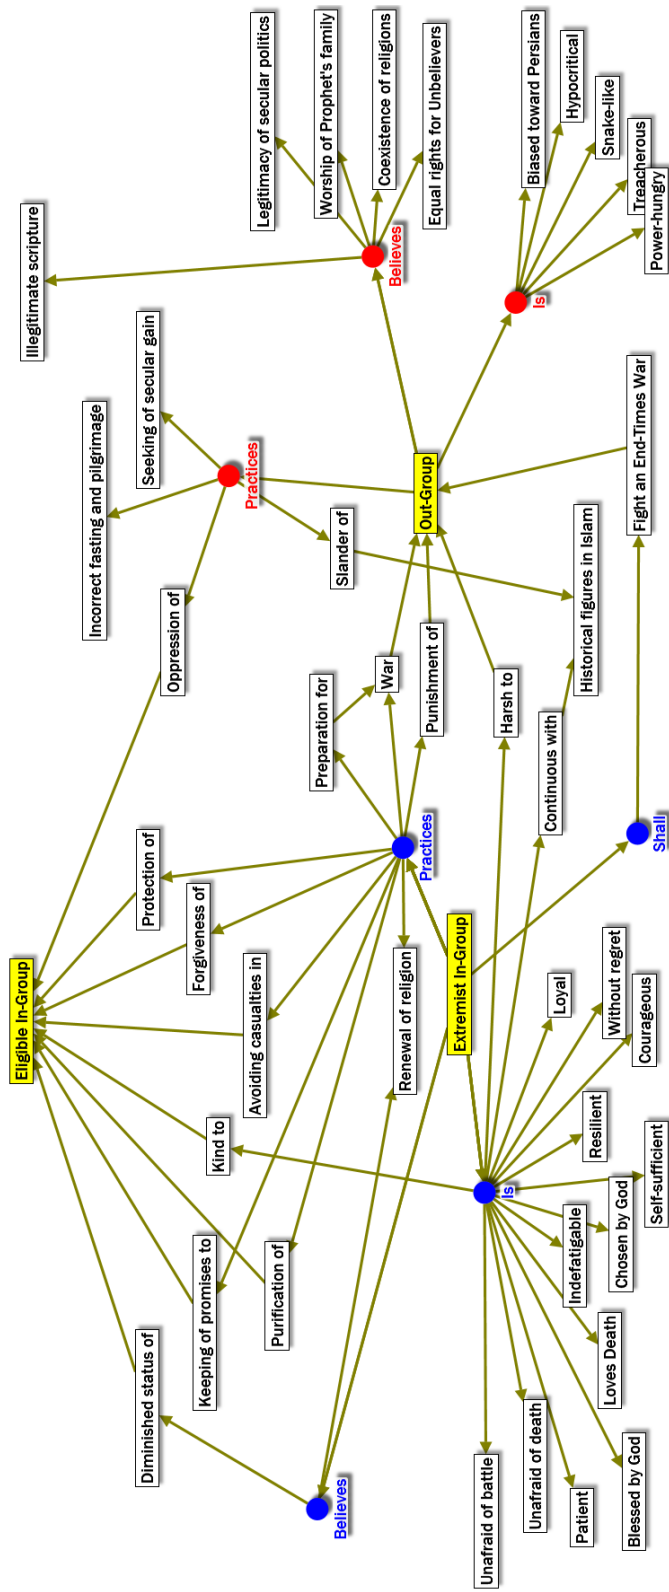 Eligible In-Group
Illegitimate scripture
Incorrect fasting and pilgrimage
Diminished status of
Protection of
Seeking of secular gain
Oppression of
Keeping of promises to
Forgiveness of
Kind to
Practices
Avoiding casualties in
Legitimacy of secular politics
Purification of
Preparation for
Worship of Prophet's family
Believes
Slander of
War
Coexistence of religions
Believes
Renewal of religion
Practices
Out-Group
Punishment of
Equal rights for Unbelievers
Extremist In-Group
Unafraid of battle
Is
Harsh to
Unafraid of death
Biased toward Persians
Is
Continuous with
Loyal
Hypocritical
Indefatigable
Patient
Historical figures in Islam
Resilient
Loves Death
Snake-like
Without regret
Chosen by God
Blessed by God
Fight an End-Times War
Treacherous
Courageous
Self-sufficient
Shall
Power-hungry